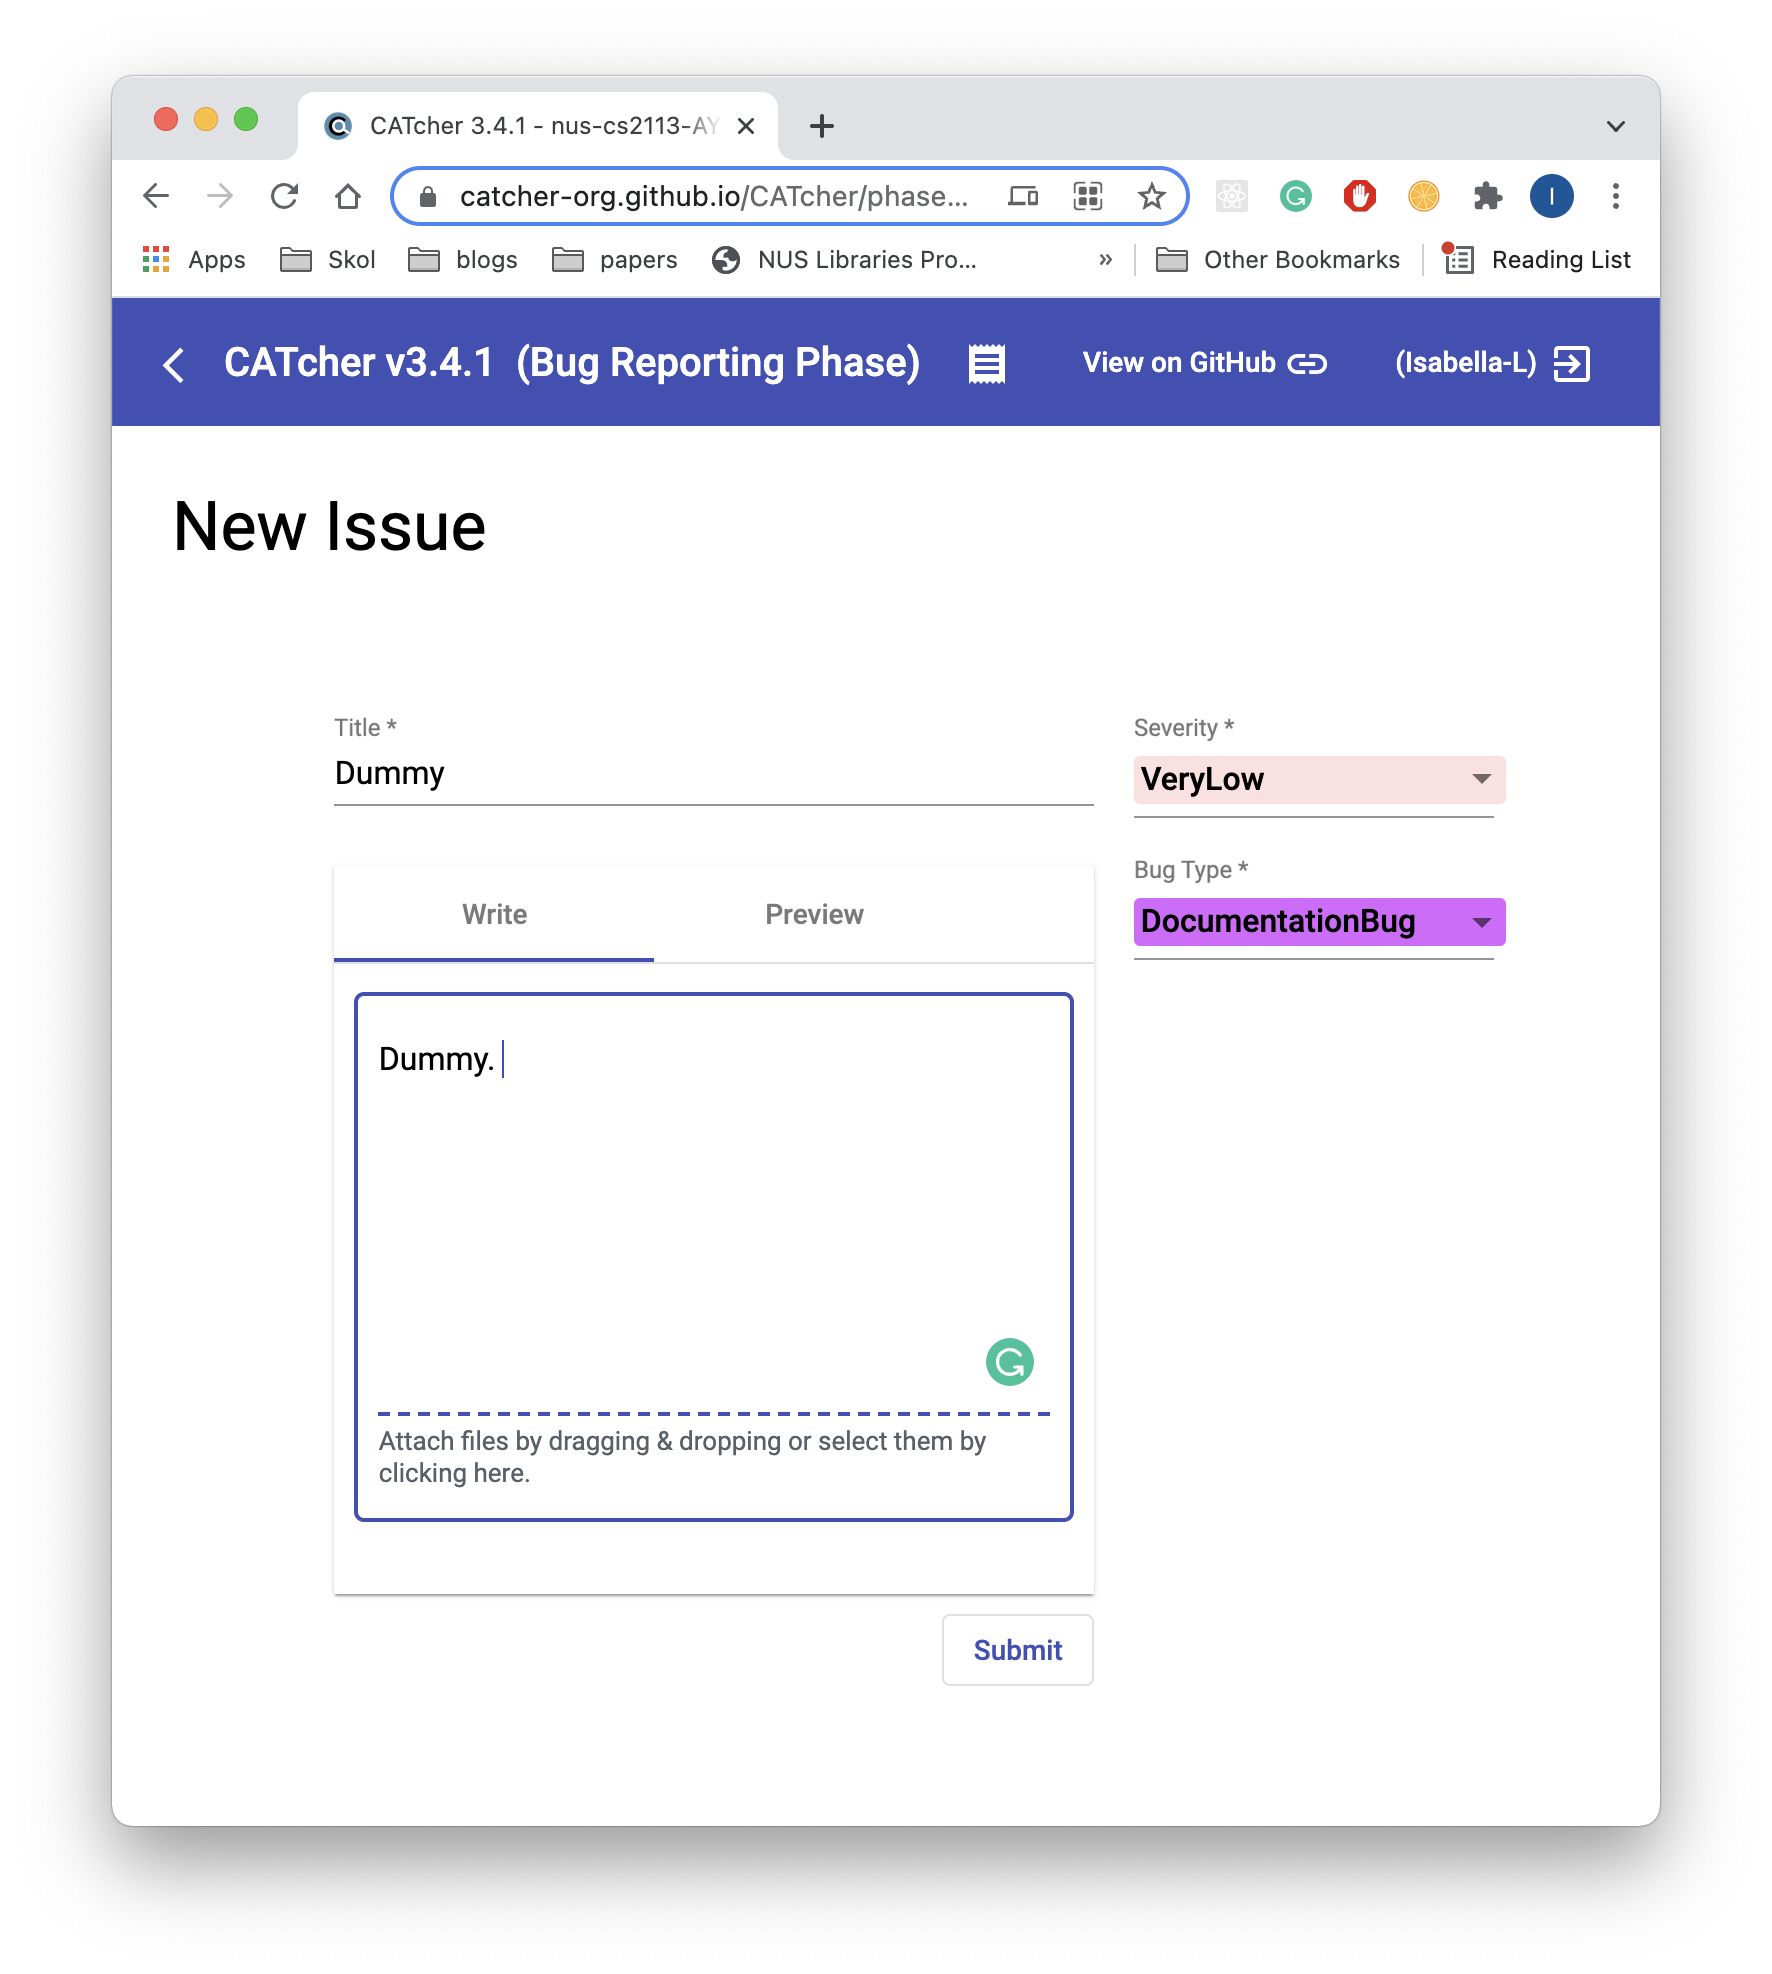 CATcher 3.4.1 - nus-cs2113-AY
catcher-org.github.io/CATcher/phase...
I
Apps Skol blogs papers NUS Libraries Pro... » Other Bookmarks Reading List
CATcher v3.4.1 (Bug Reporting Phase) View on GitHub (Isabella-L)
New Issue
Title *
Dummy
Severity *
VeryLow
Bug Type *
DocumentationBug
Write Preview
Dummy.
Attach files by dragging & dropping or select them by
clicking here.
Submit